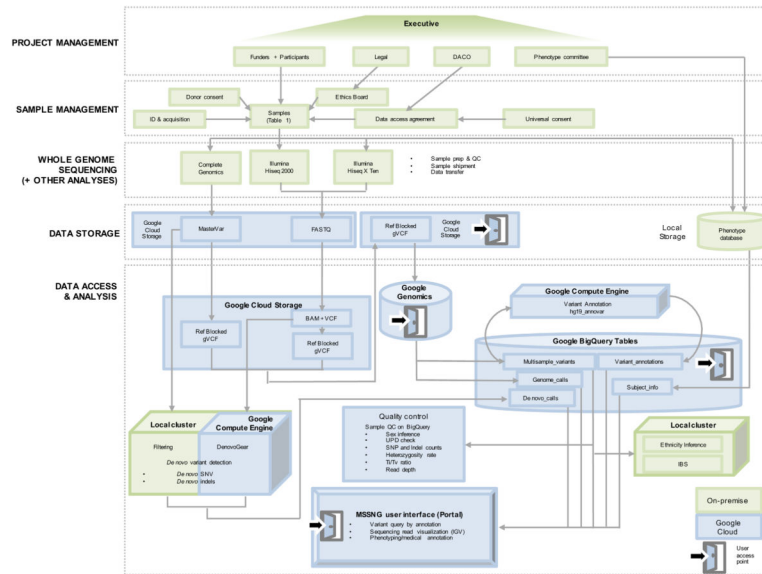 Executive
PROJECT MANAGEMENT
Funders + Participants
Legal
DACO
Phenotype committee
Donor consent
Ethics Board
SAMPLE MANAGEMENT
ID & acquisition
Samples
(Table 1)
Data access agreement
Universal consent
WHOLE GENOME
SEQUENCING
(+ OTHER ANALYSES)
Complete
Genomics
Illumina
Hiseq 2000
Illumina
Hiseq X Ten
• Sample prep & QC
• Sample shipment
• Data transfer
DATA STORAGE
Google
Cloud
Storage
MasterVar
FASTQ
Ref Blocked
gVCF
Google
Cloud
Storage
Local
Storage
Phenotype
database
DATA ACCESS
& ANALYSIS
Google Cloud Storage
Ref Blocked
gVCF
BAM + VCF
Ref Blocked
gVCF
Google
Genomics
Google Compute Engine
Variant Annotation
hg19_annovar
Google BigQuery Tables
Multisample_variants
Variant_annotations
Genome_calls
Subject_info
De novo_calls
Local cluster
Google
Compute Engine
Filtering
DenovoGear
De novo variant detection
• De novo SNV
• De novo indels
Quality control
Sample QC on BigQuery
• Sex inference
• UPD check
• SNP and Indel counts
• Heterozygosity rate
• Ti/Tv ratio
• Read depth
Local cluster
Ethnicity Inference
IBS
MSSNG user interface (Portal)
• Variant query by annotation
• Sequencing read visualization (IGV)
• Phenotyping/medical annotation
On-premise
Google
Cloud
User
access
point